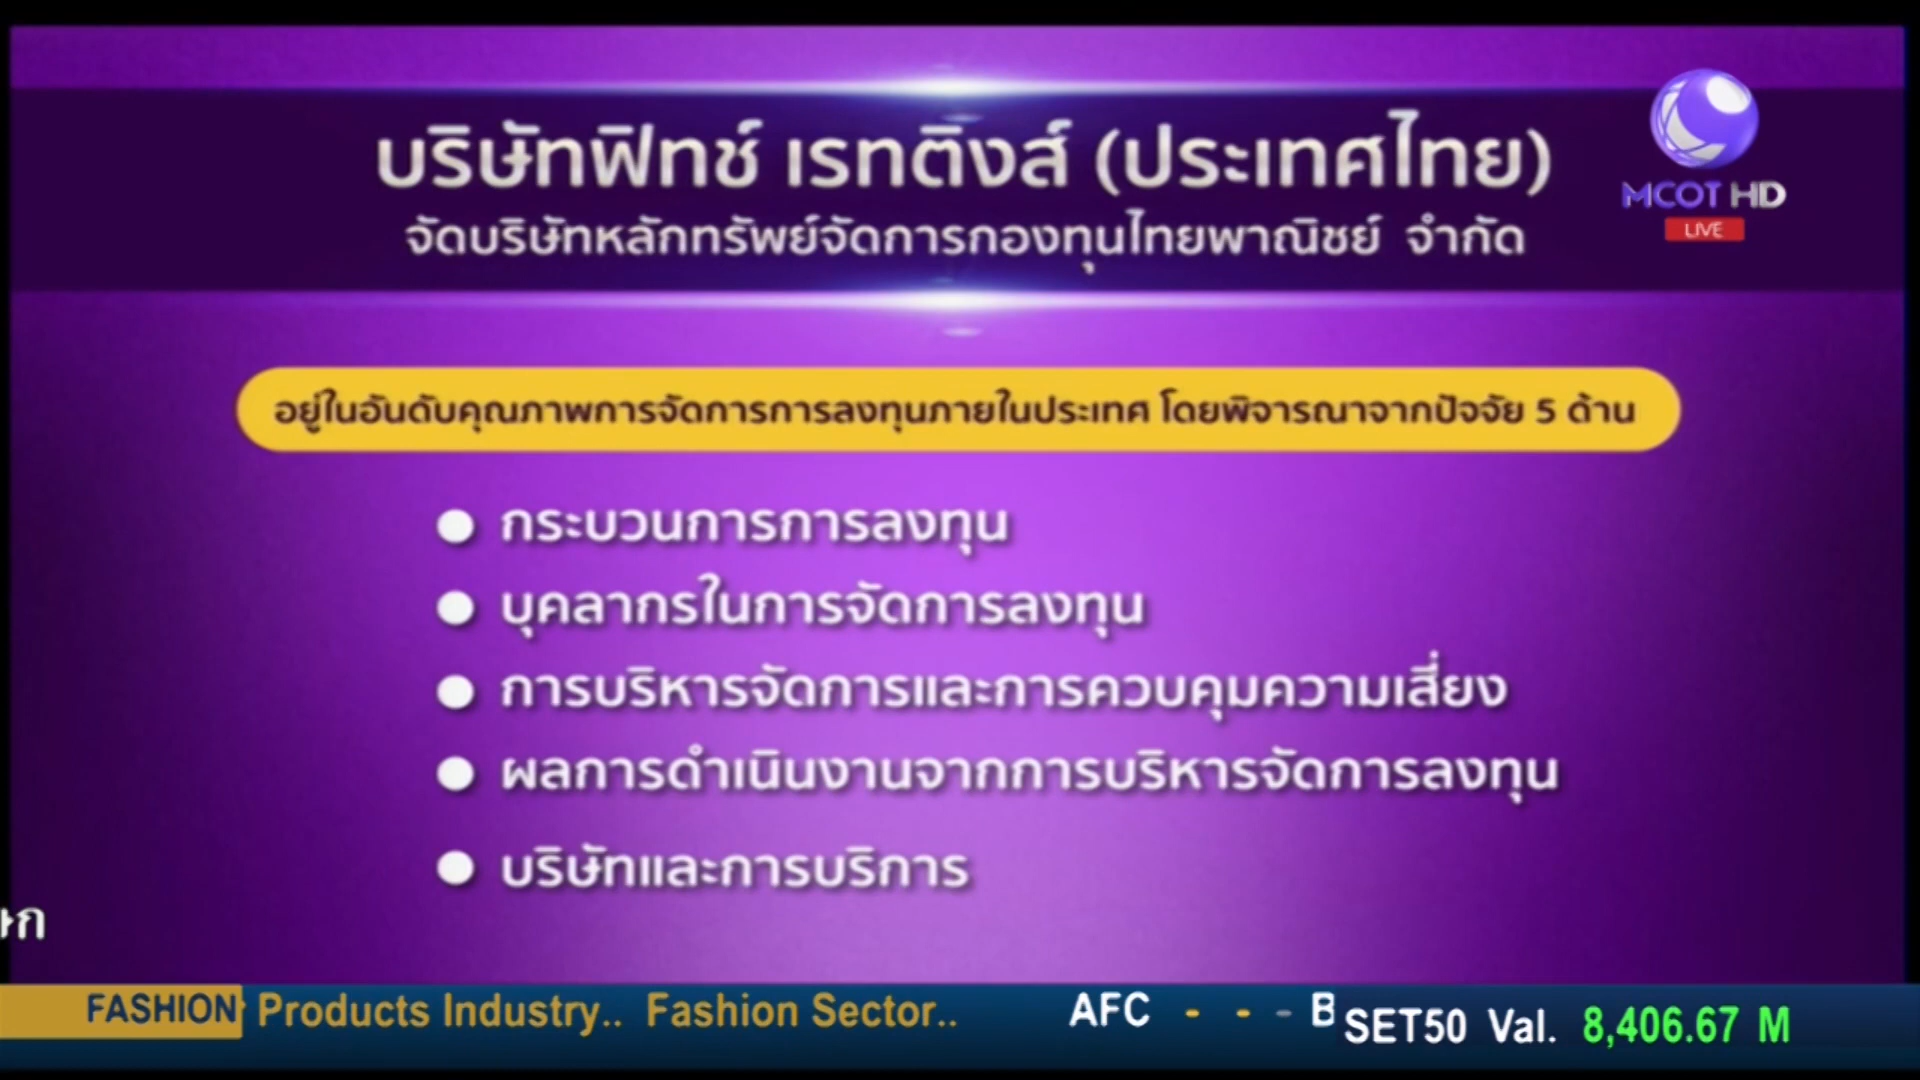 บริษัทฟิทช์ เรทติงส์ (ประเทศไทย)
จัดบริษัทหลักทรัพย์จัดการกองทุนไทยพาณิชย์ จำกัด
MCOT HD
LIVE
อยู่ในอันดับคุณภาพการจัดการการลงทุนภายในประเทศ โดยพิจารณาจากปัจจัย 5 ด้าน
● กระบวนการการลงทุน
● บุคลากรในการจัดการลงทุน
● การบริหารจัดการและการควบคุมความเสี่ยง
● ผลการดำเนินงานจากการบริหารจัดการลงทุน
● บริษัทและการบริการ
FASHION Products Industry.. Fashion Sector.. AFC - - - B SET50 Val. 8,406.67 M